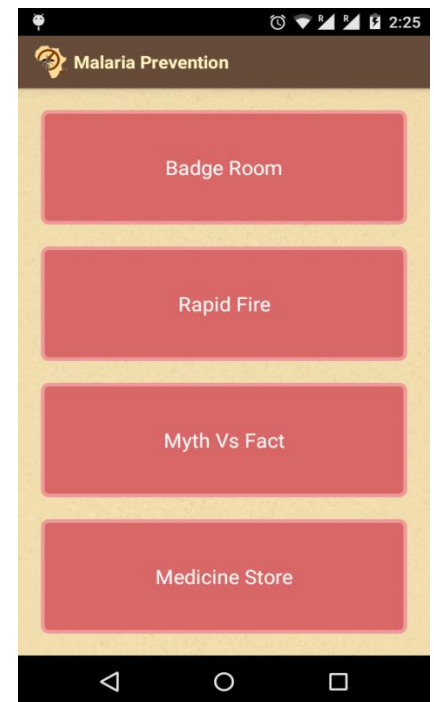 R R 2:25
Malaria Prevention
Badge Room
Rapid Fire
Myth Vs Fact
Medicine Store